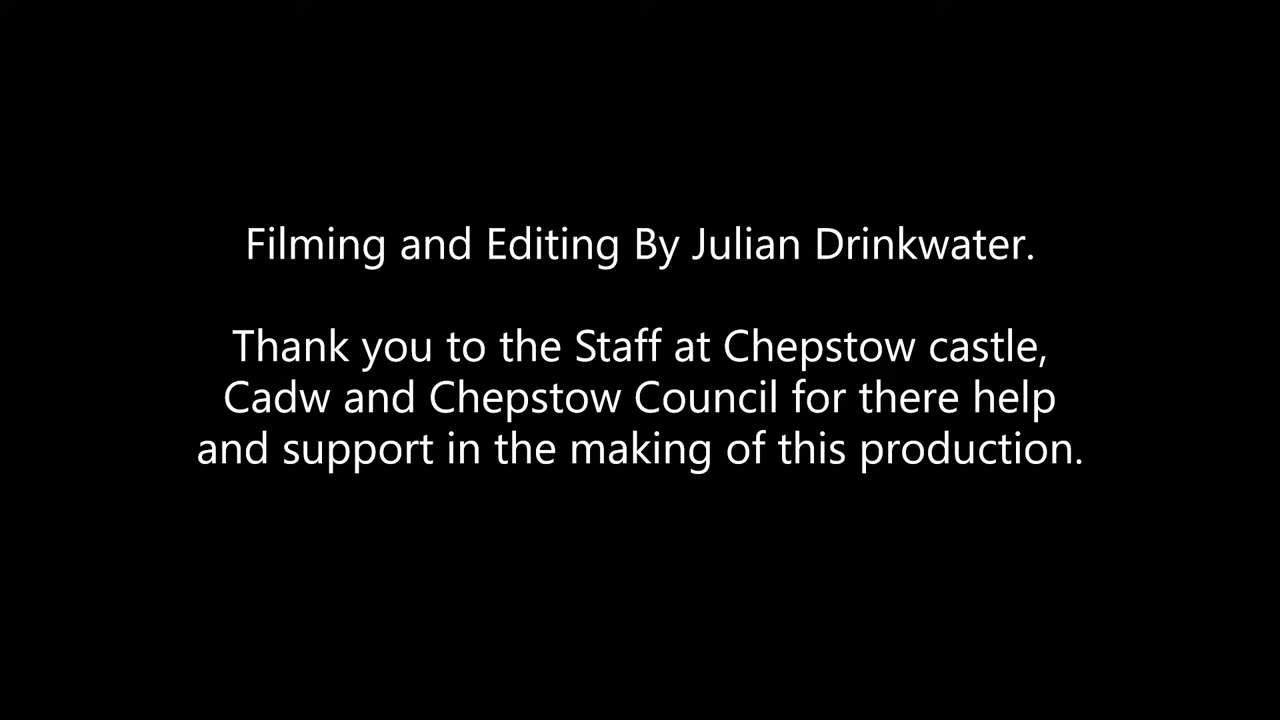 Filming and Editing By Julian Drinkwater.
Thank you to the Staff at Chepstow castle,
Cadw and Chepstow Council for there help
and support in the making of this production.